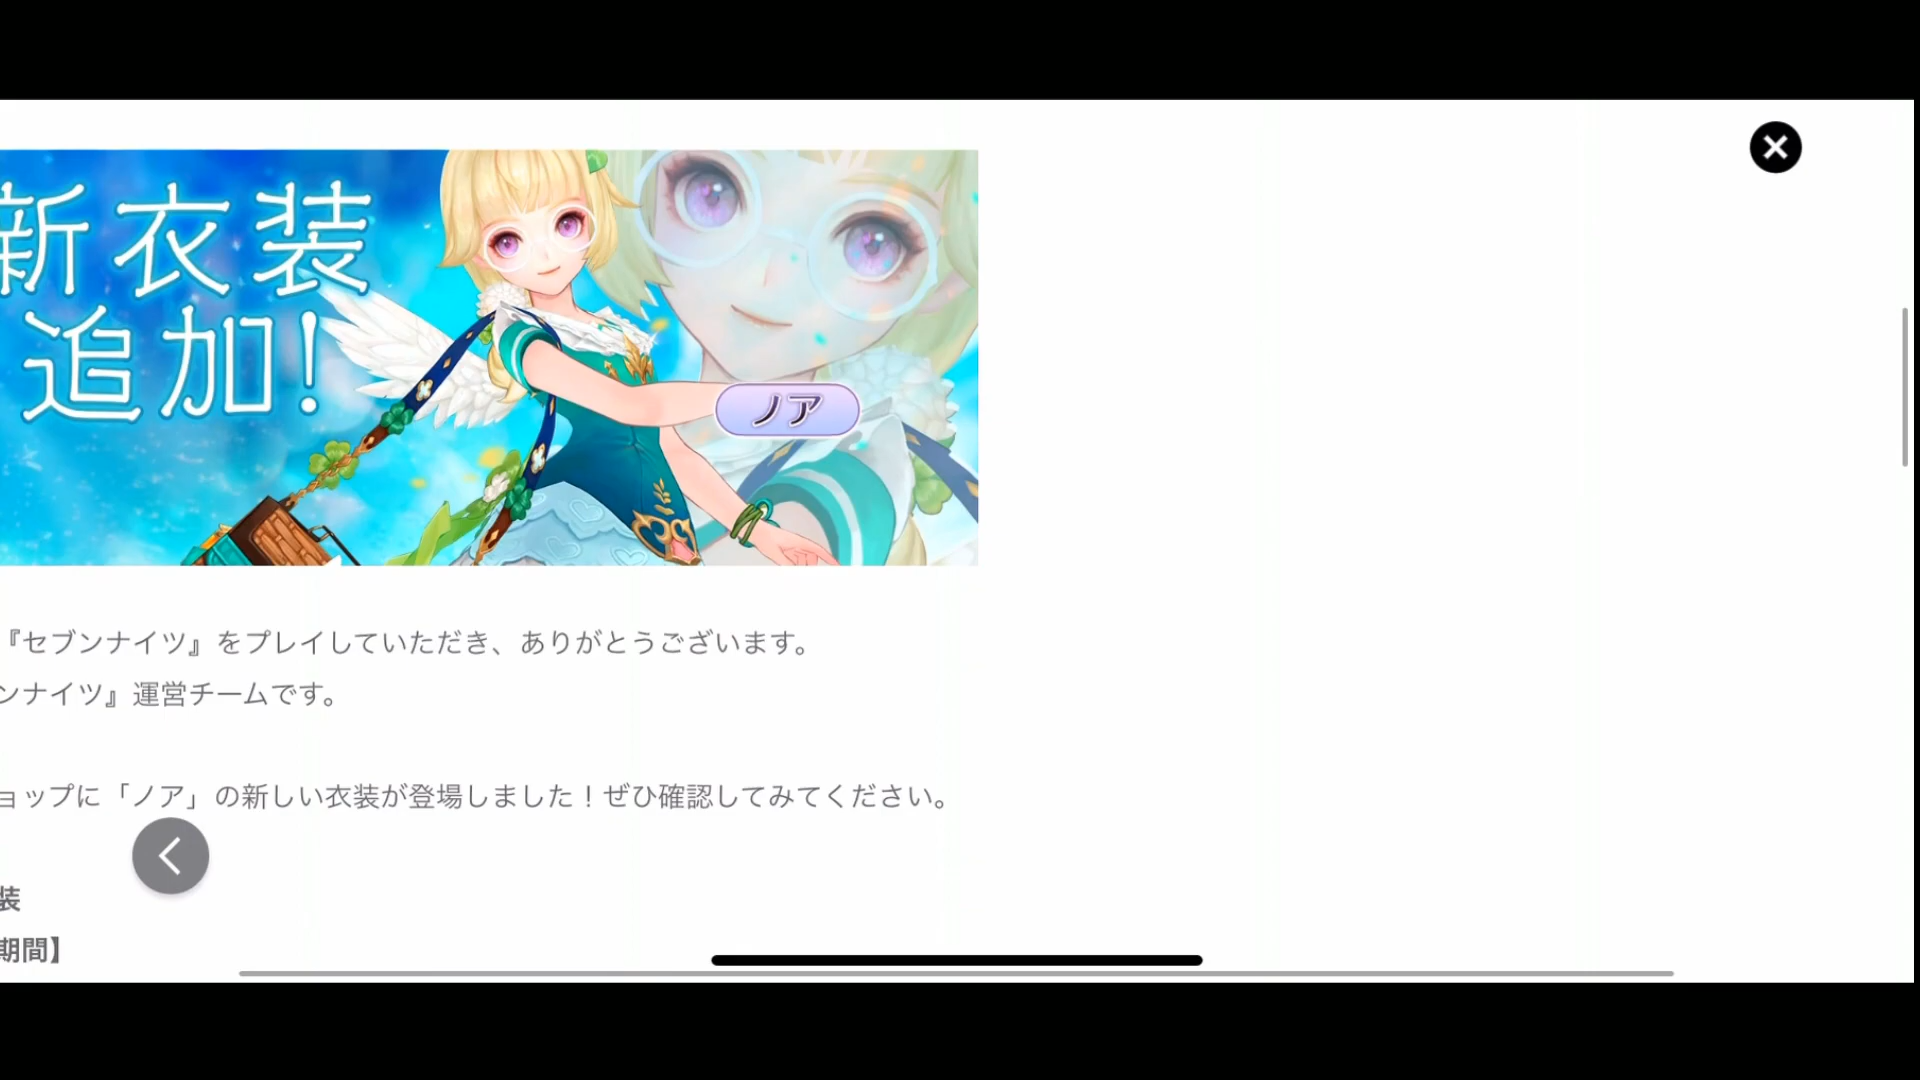 新衣装
追加!
ノア
『セブンナイツ』をプレイしていただき、ありがとうございます。
ンナイツ』運営チームです。
ョップに「ノア」の新しい衣装が登場しました！ぜひ確認してみてください。
装
期間】